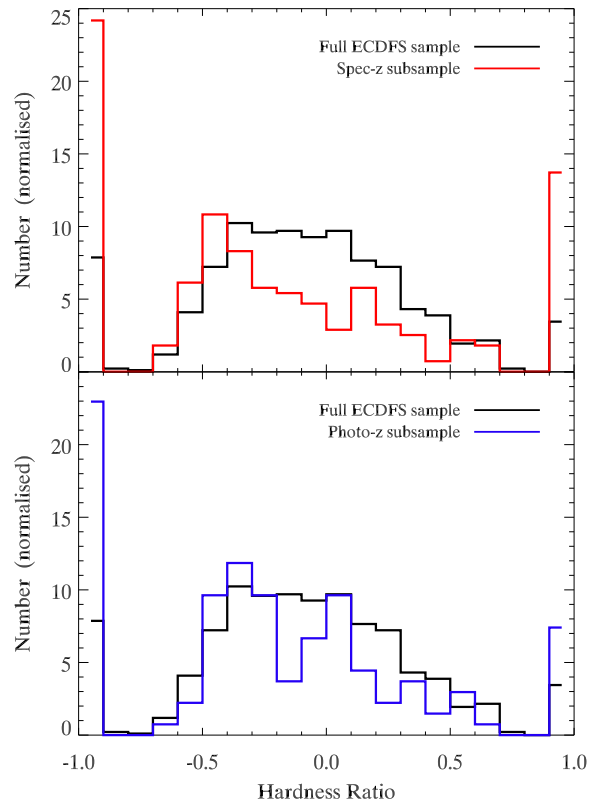 25
20
15
10
5
0
Number (normalised)
Full ECDFS sample
Spec-z subsample
20
15
10
5
0
Number (normalised)
Full ECDFS sample
Photo-z subsample
-1.0 -0.5 0.0 0.5 1.0
Hardness Ratio